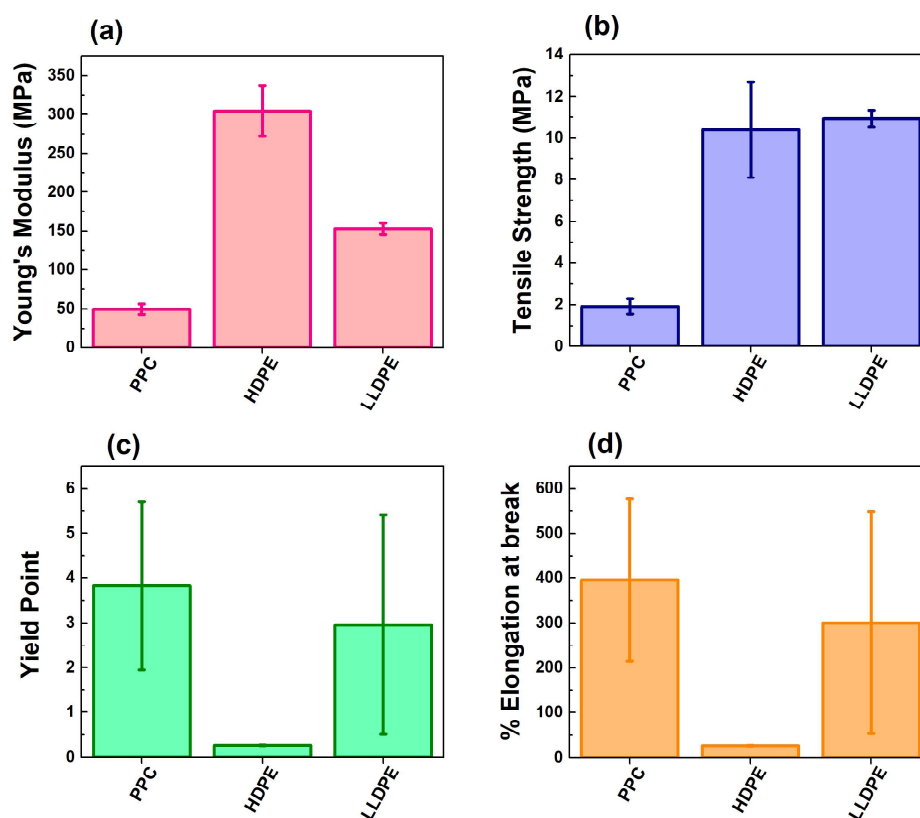 (a)
Young's Modulus (MPa)
350
300
250
200
150
100
50
0
PPC
HDPE
LLDPE
(b)
Tensile Strength (MPa)
14
12
10
8
6
4
2
0
PPC
HDPE
LLDPE
(c)
Yield Point
6
5
4
3
2
1
0
PPC
HDPE
LLDPE
(d)
% Elongation at break
600
500
400
300
200
100
0
PPC
HDPE
LLDPE